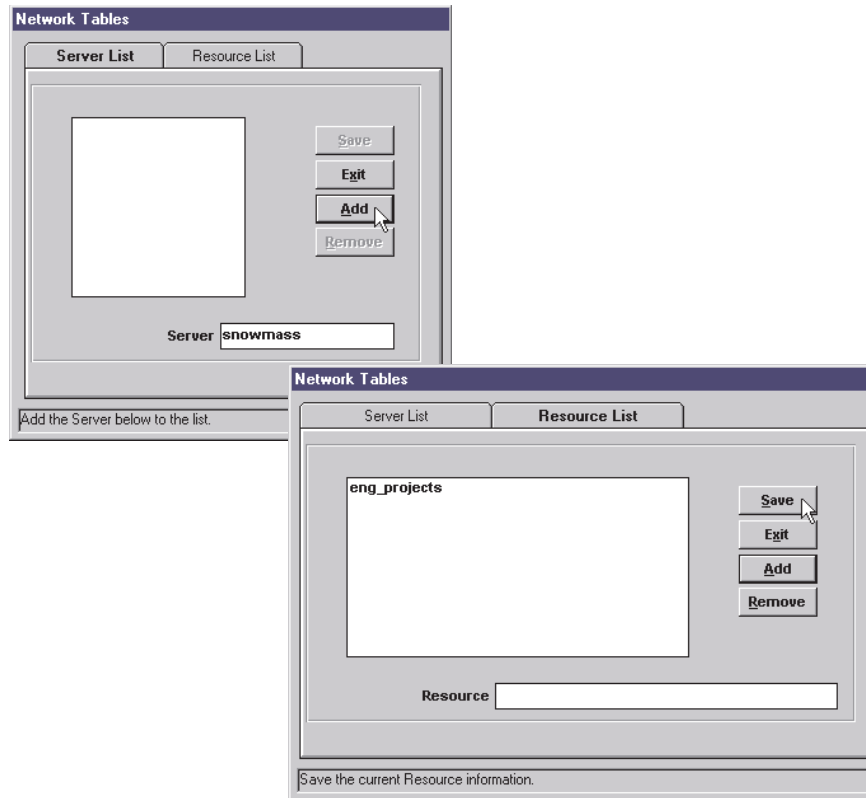 Network Tables
Server List
Resource List
Save
Exit
Add
Remove
Server snowmass
Add the Server below to the list.
Network Tables
Server List
Resource List
eng_projects
Save
Exit
Add
Remove
Resource
Save the current Resource information.